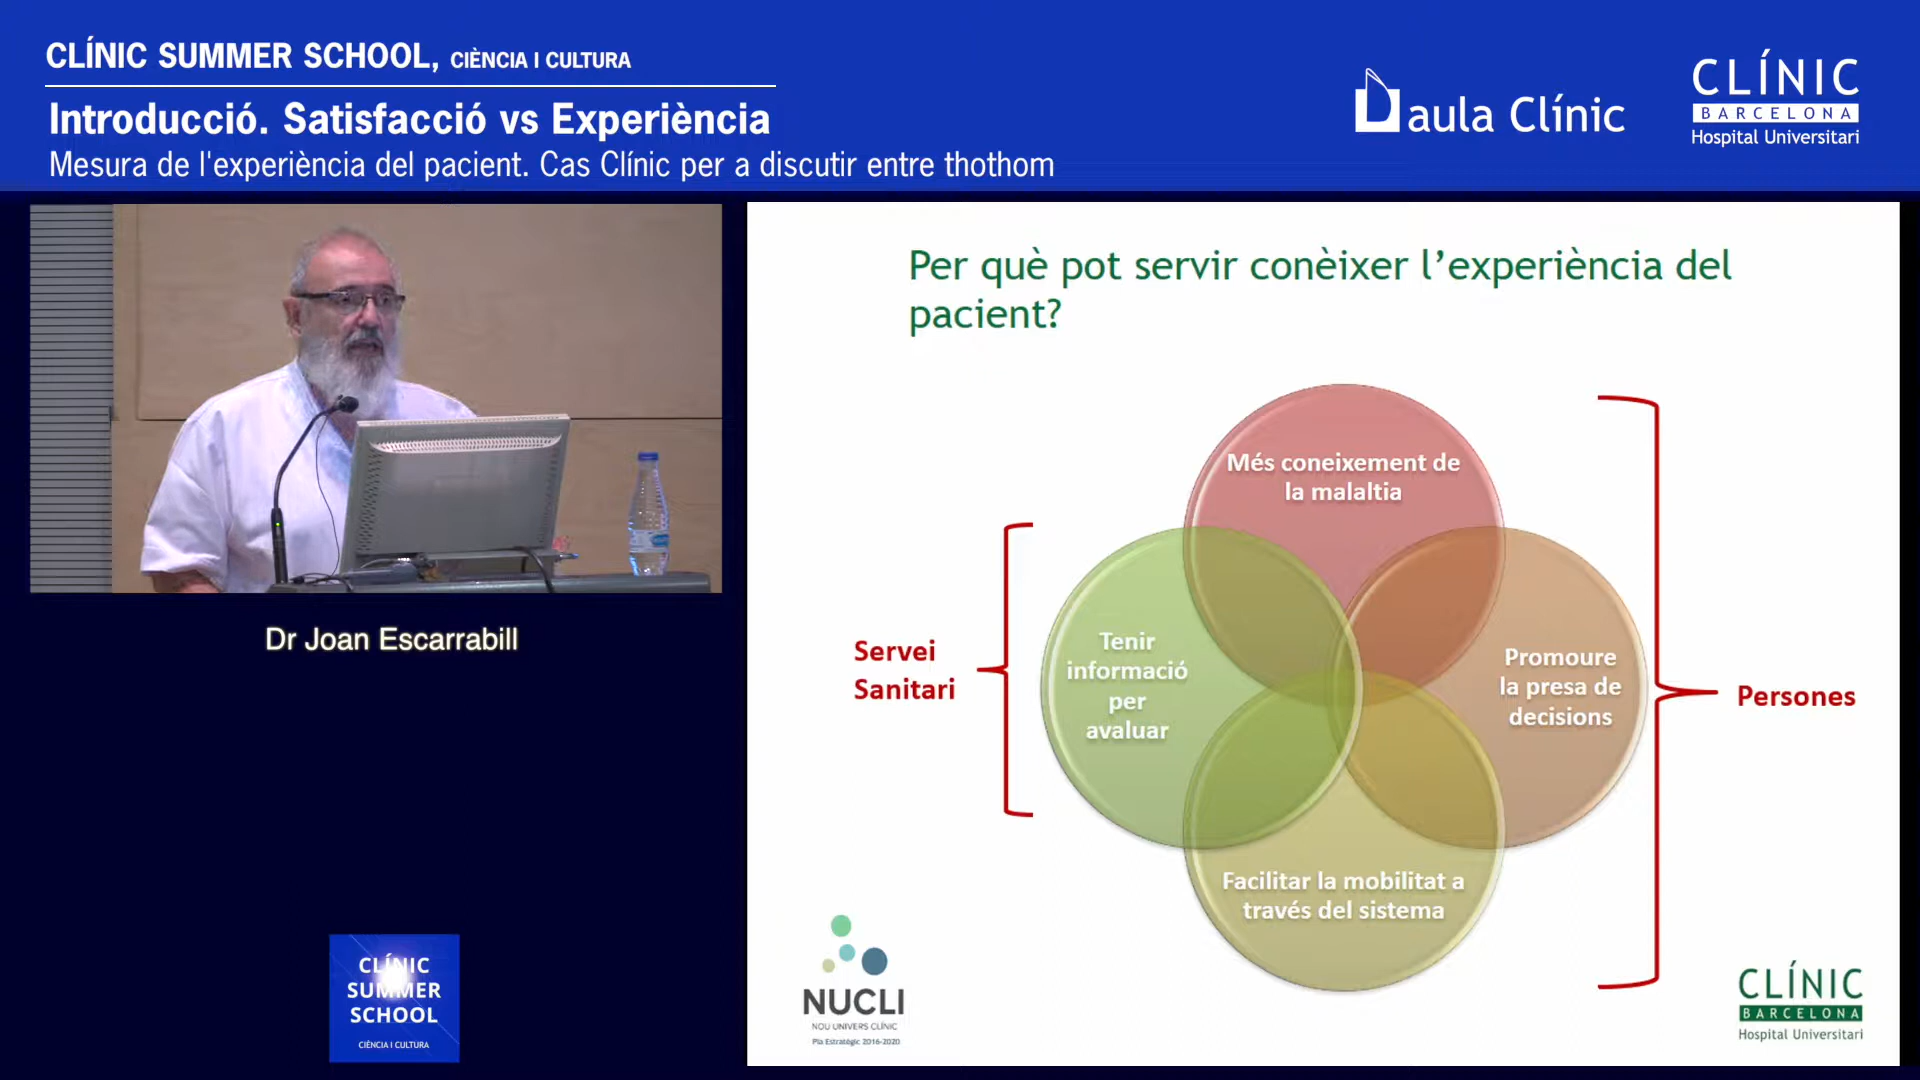 CLÍNIC SUMMER SCHOOL, CIÈNCIA I CULTURA
Introducció. Satisfacció vs Experiència
Mesura de l'experiència del pacient. Cas Clínic per a discutir entre thothom
aula Clínic
CLÍNIC
BARCELONA
Hospital Universitari
Dr Joan Escarrabill
CLÍNIC
SUMMER
SCHOOL
CIÈNCIA I CULTURA
Per què pot servir conèixer l’experiència del
pacient?
Més coneixement de
la malaltia
Servei
Sanitari
Tenir
informació
per
avaluar
Promoure
la presa de
decisions
Persones
Facilitar la mobilitat a
través del sistema
NUCLI
NOU UNIVERS CLÍNIC
Pla Estratègic 2016-2020
CLÍNIC
BARCELONA
Hospital Universitari